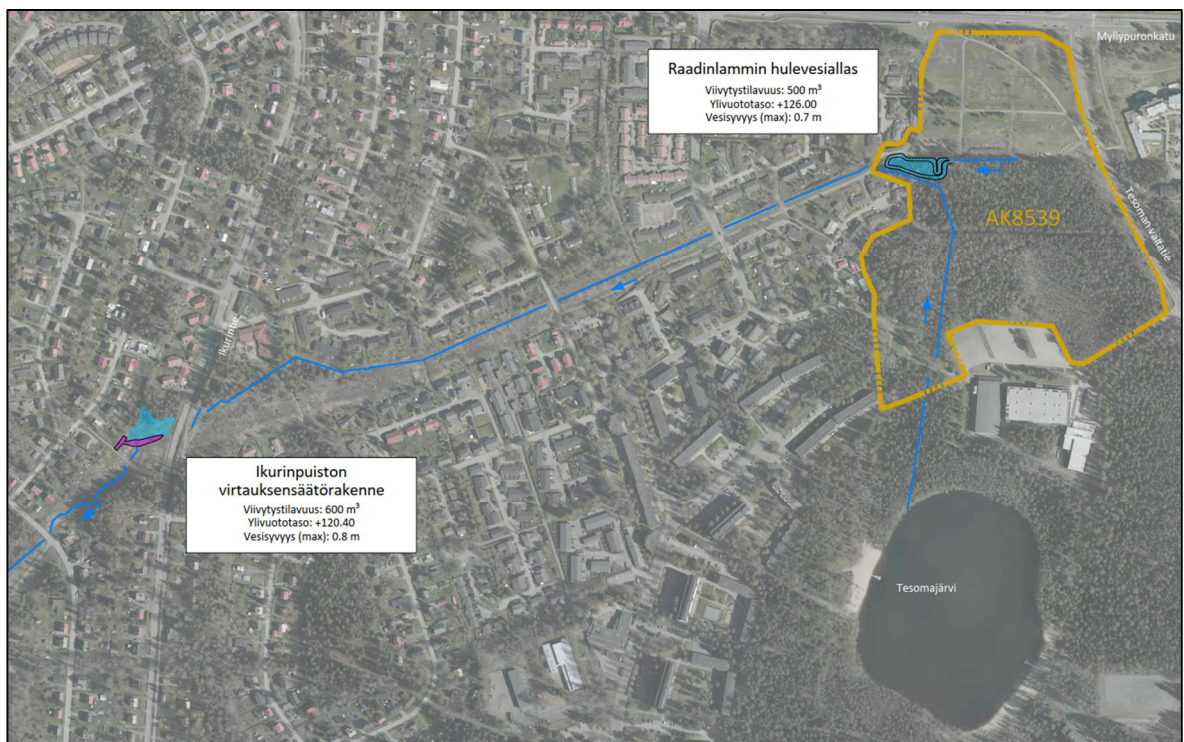 Myllypuronkatu
Raadinlammin hulevesiallas
Viivytystilavuus: 500 m³
Ylivuototaso: +126.00
Vesisyvyys (max): 0.7 m
Tesoman valtatie
AK8539
Ikurintie
Ikurinpuiston
virtauksensäätörakenne
Viivytystilavuus: 600 m³
Ylivuototaso: +120.40
Vesisyvyys (max): 0.8 m
Tesomajärvi